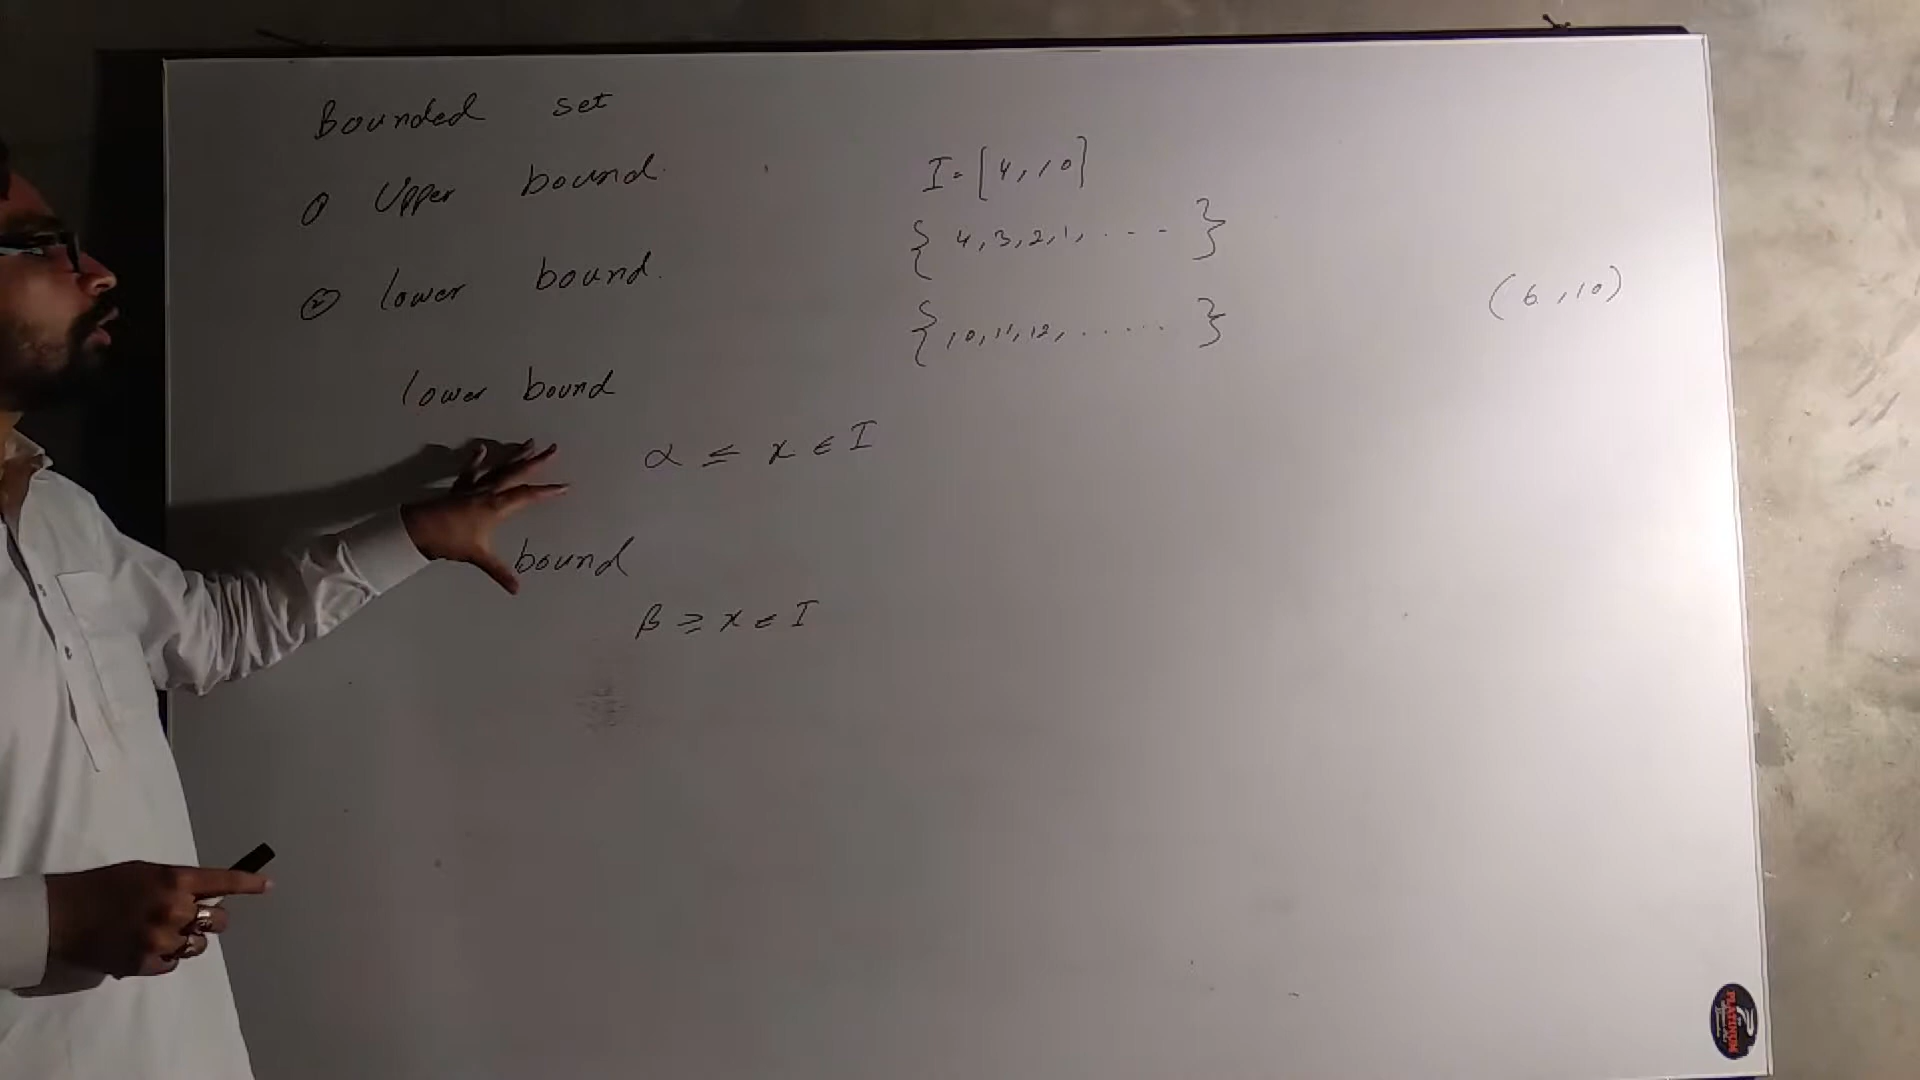 Bounded set
① Upper bound.
② lower bound.
lower bound
α ≤ x ∈ I
bound
β ≥ x ∈ I
I = [4, 10]
{ 4, 3, 2, 1, . - - - }
{ 10, 11, 12, . . . . . . }
(6, 10)
PLATINUM